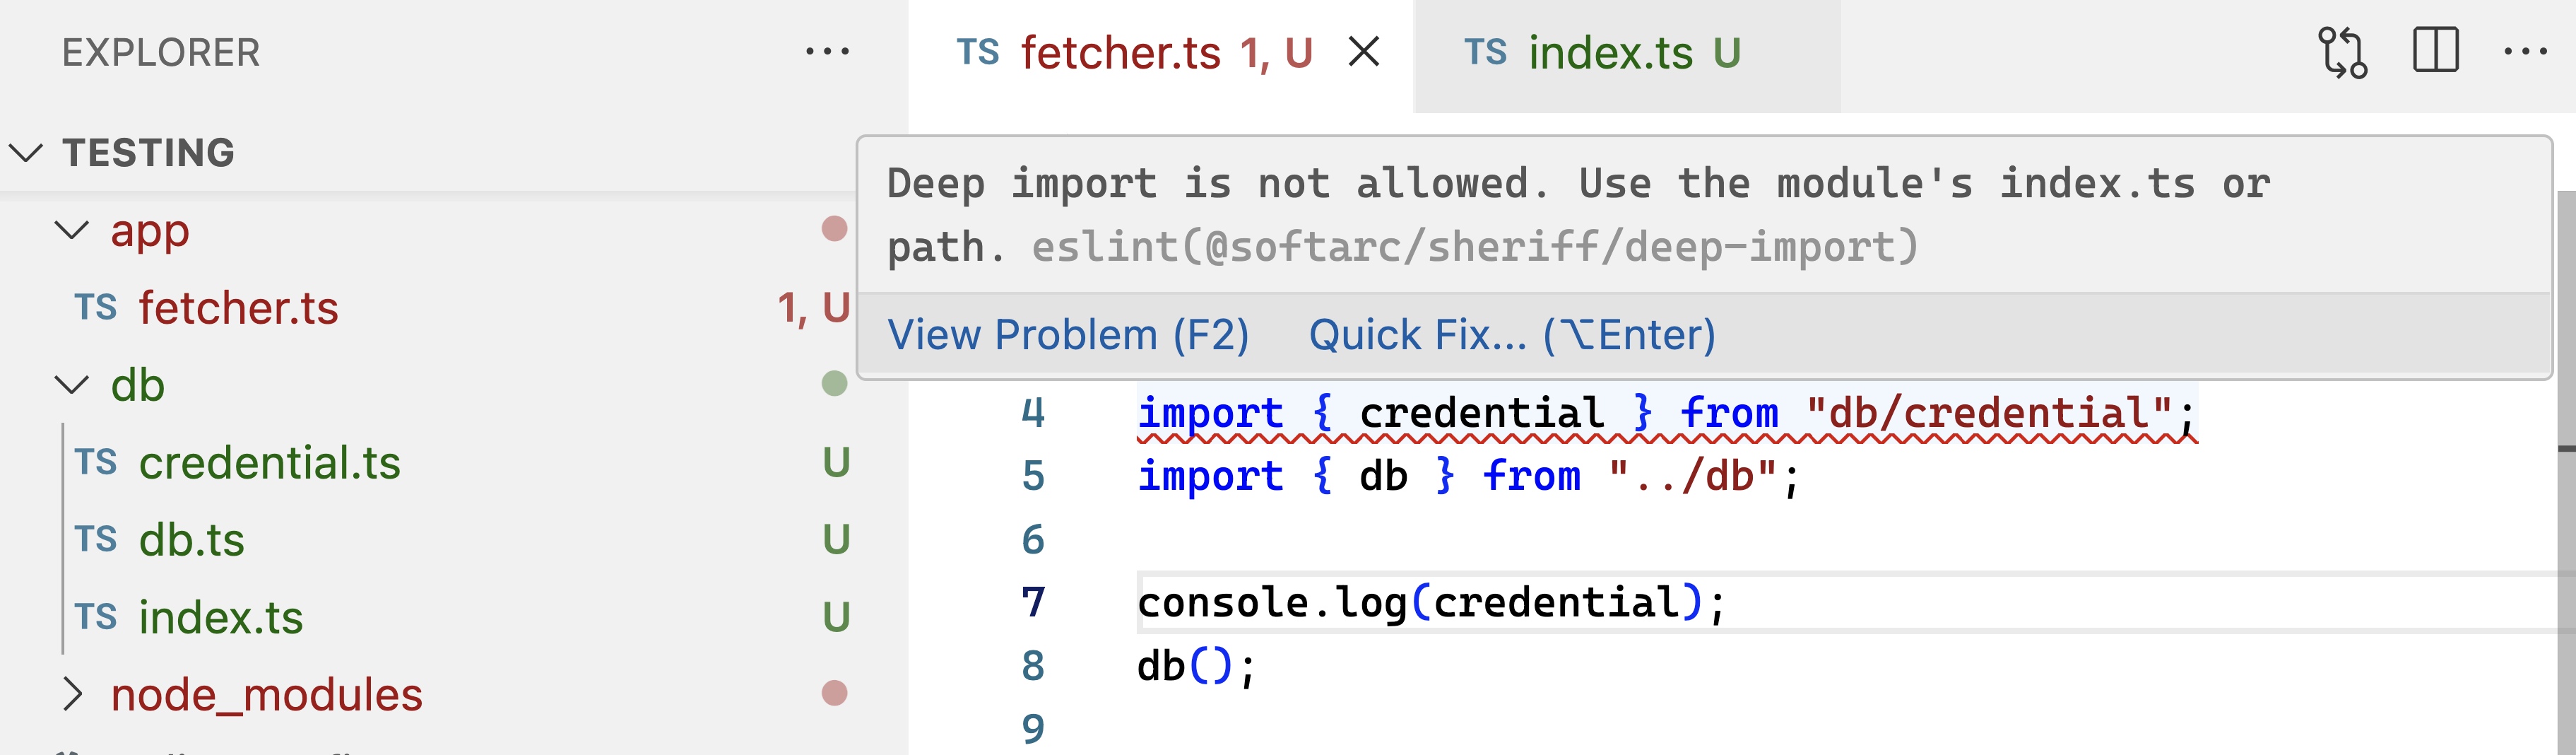 EXPLORER
TESTING
app
TS fetcher.ts 1, U
db
TS credential.ts U
TS db.ts U
TS index.ts U
node_modules
TS fetcher.ts 1, U
TS index.ts U
Deep import is not allowed. Use the module's index.ts or
path. eslint(@softarc/sheriff/deep-import)
View Problem (F2) Quick Fix... (⌥Enter)
4 import { credential } from "db/credential";
5 import { db } from "../db";
6
7 console.log(credential);
8 db();
9